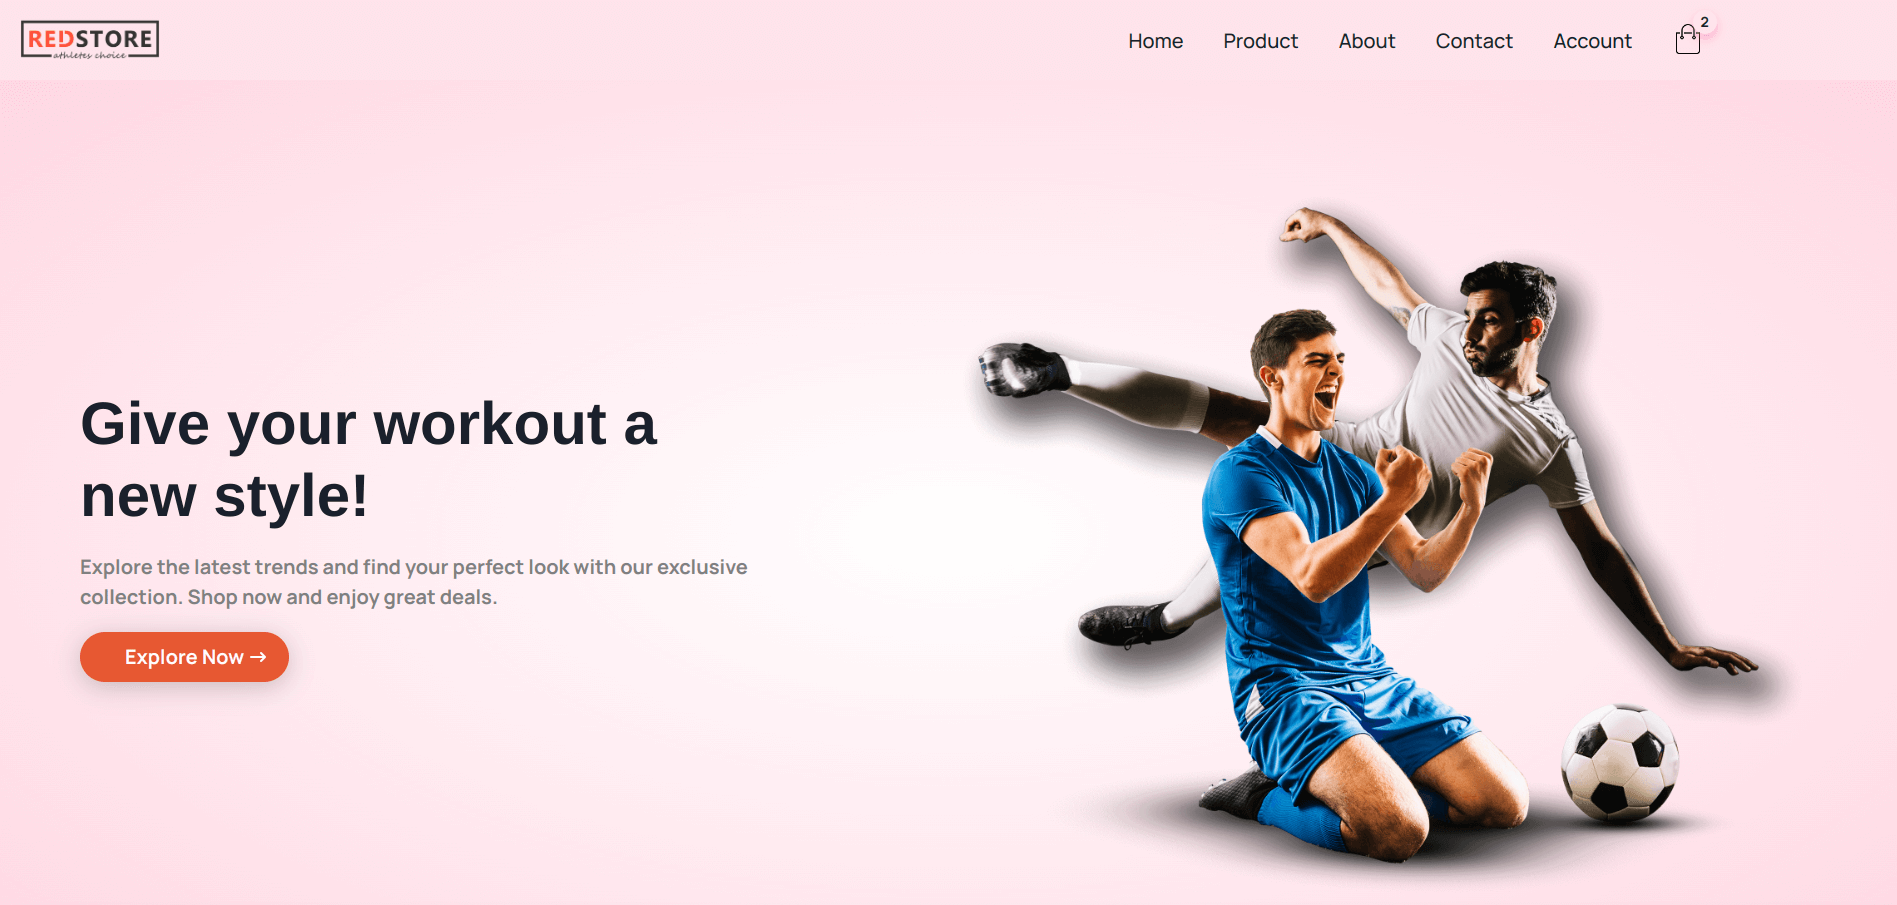 REDSTORE
athletes choice
Home Product About Contact Account 2
Give your workout a
new style!
Explore the latest trends and find your perfect look with our exclusive
collection. Shop now and enjoy great deals.
Explore Now →